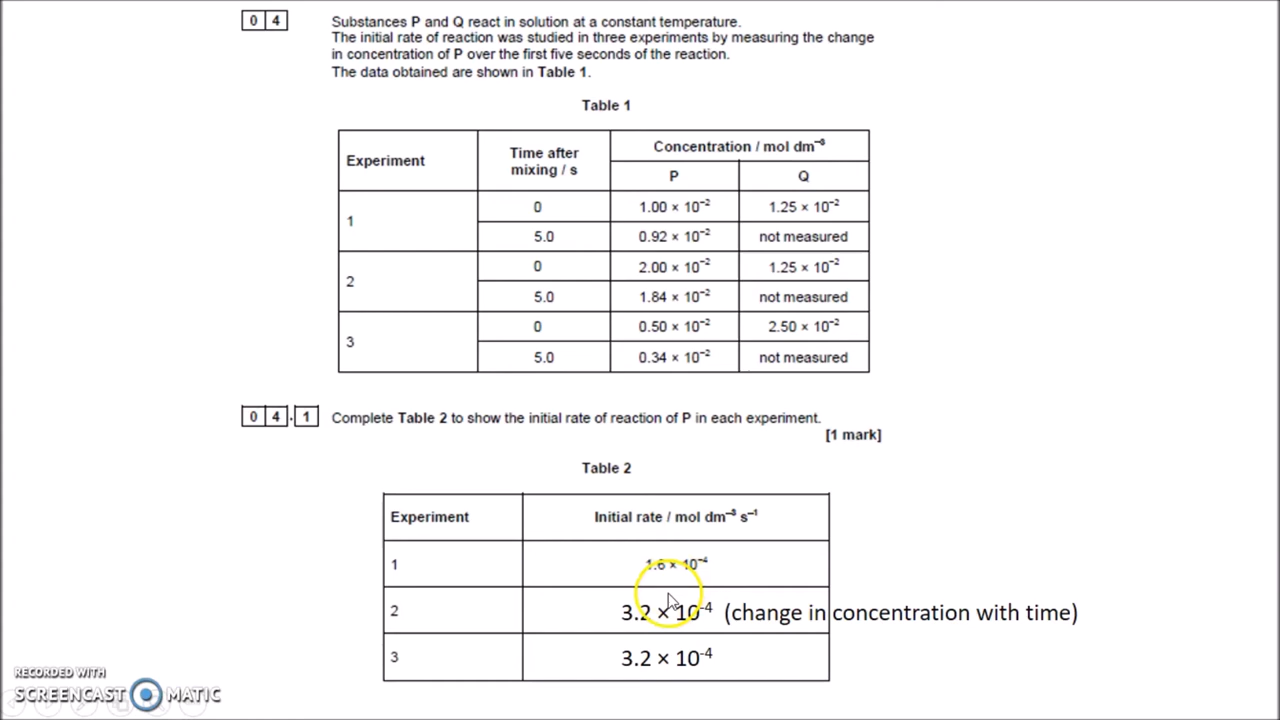 0 4 Substances P and Q react in solution at a constant temperature.
The initial rate of reaction was studied in three experiments by measuring the change
in concentration of P over the first five seconds of the reaction.
The data obtained are shown in Table 1.
Table 1
Experiment Time after mixing / s Concentration / mol dm⁻³
P Q
1 0 1.00 × 10⁻² 1.25 × 10⁻²
5.0 0.92 × 10⁻² not measured
2 0 2.00 × 10⁻² 1.25 × 10⁻²
5.0 1.84 × 10⁻² not measured
3 0 0.50 × 10⁻² 2.50 × 10⁻²
5.0 0.34 × 10⁻² not measured
0 4 . 1 Complete Table 2 to show the initial rate of reaction of P in each experiment.
[1 mark]
Table 2
Experiment Initial rate / mol dm⁻³ s⁻¹
1 1.6 × 10⁻⁴
2 3.2 × 10⁻⁴ (change in concentration with time)
3 3.2 × 10⁻⁴
RECORDED WITH
SCREENCAST MATIC